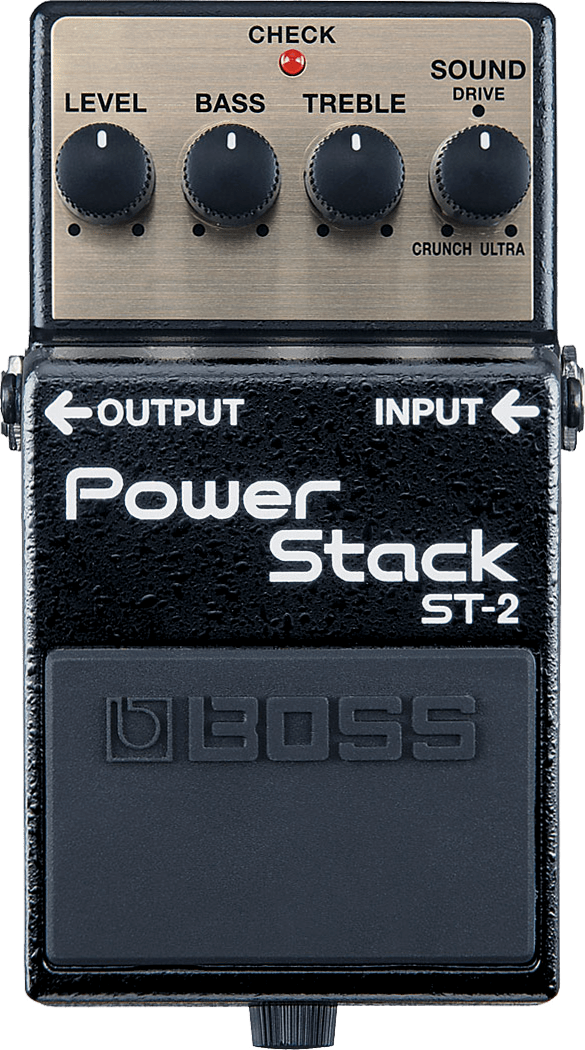 CHECK
SOUND
DRIVE
LEVEL BASS TREBLE
CRUNCH ULTRA
OUTPUT INPUT
Power
Stack
ST-2
BOSS